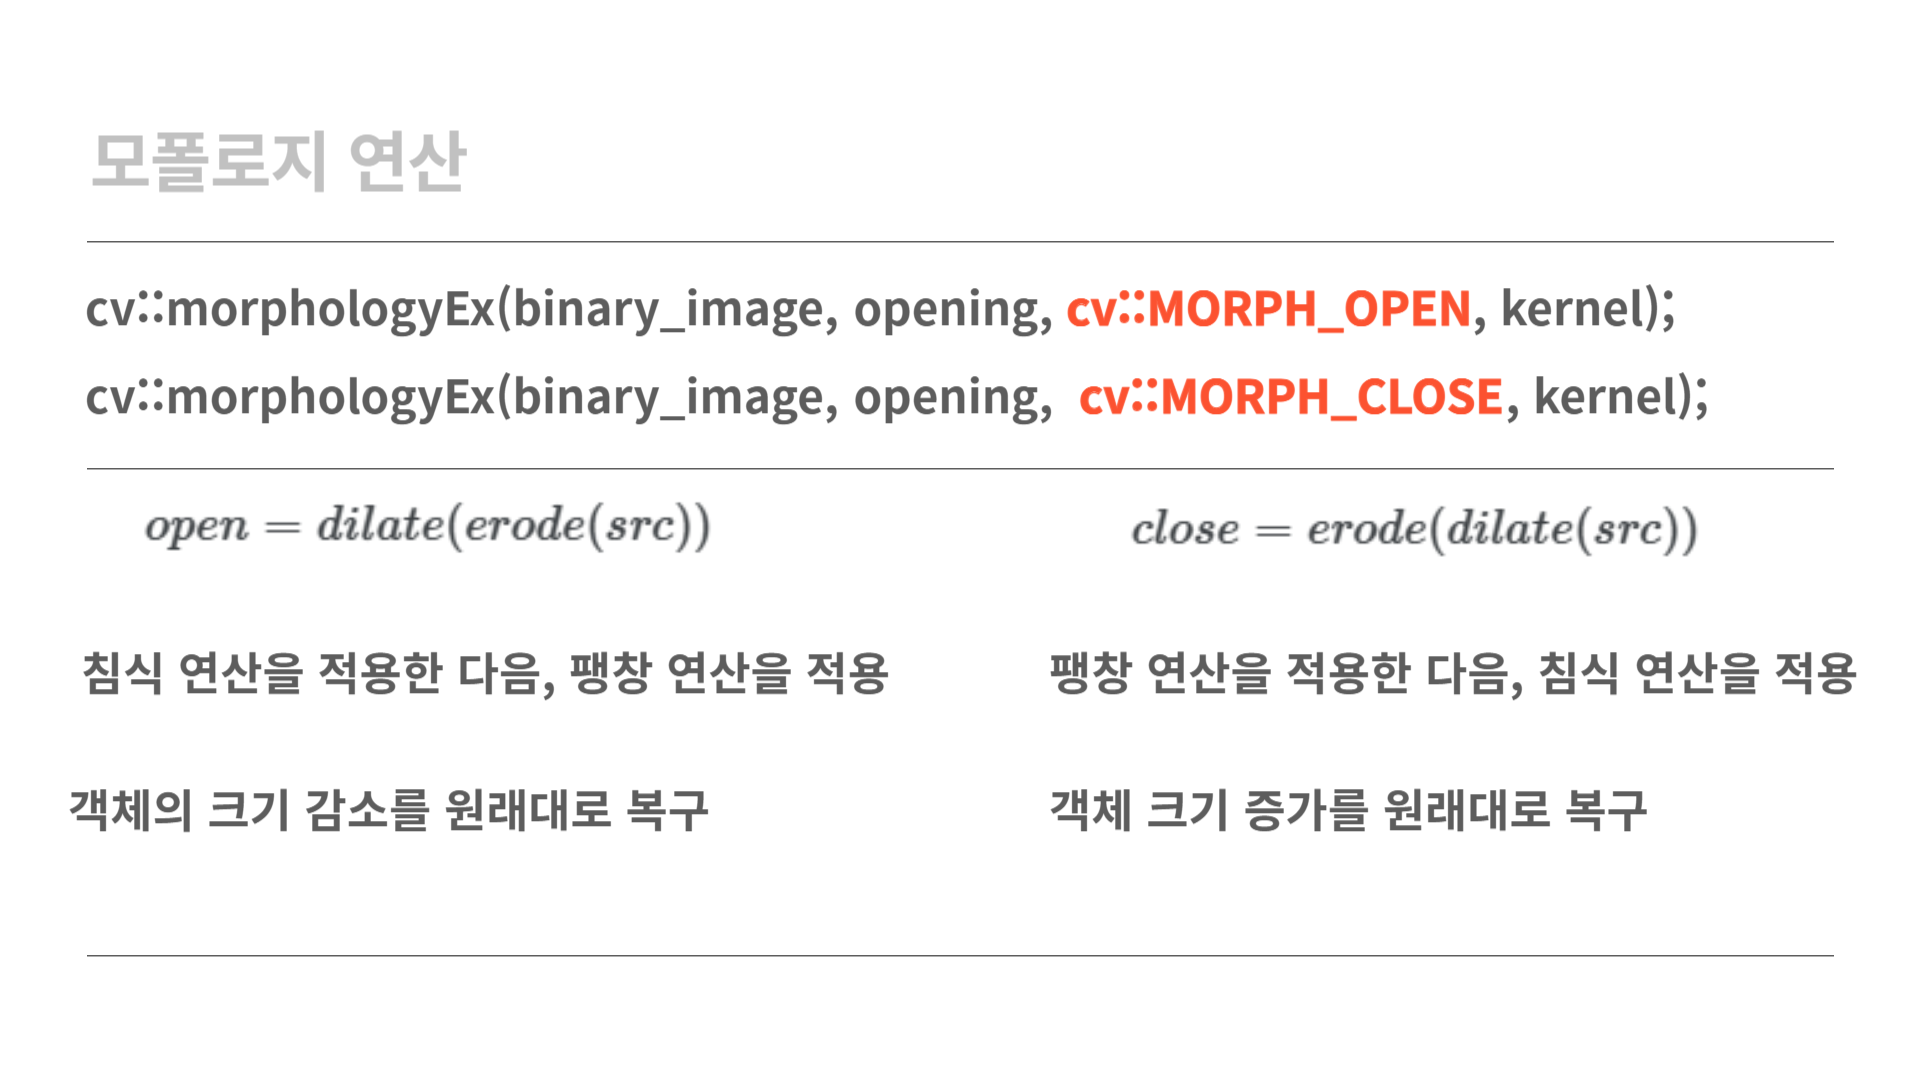 모폴로지 연산
cv::morphologyEx(binary_image, opening, cv::MORPH_OPEN, kernel);
cv::morphologyEx(binary_image, opening, cv::MORPH_CLOSE, kernel);
open = dilate(erode(src))
침식 연산을 적용한 다음, 팽창 연산을 적용
객체의 크기 감소를 원래대로 복구
close = erode(dilate(src))
팽창 연산을 적용한 다음, 침식 연산을 적용
객체 크기 증가를 원래대로 복구